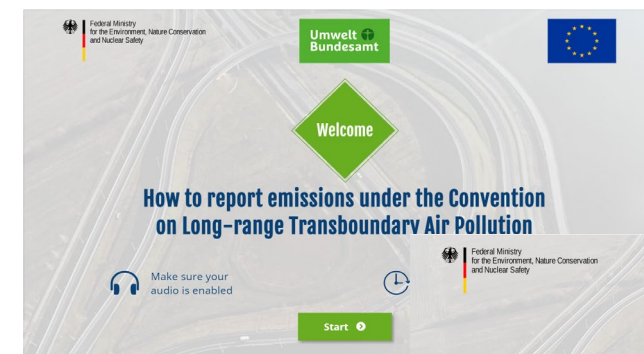 Federal Ministry
for the Environment, Nature Conservation
and Nuclear Safety
Umwelt
Bundesamt
Welcome
How to report emissions under the Convention
on Long-range Transboundary Air Pollution
Federal Ministry
for the Environment, Nature Conservation
and Nuclear Safety
Make sure your
audio is enabled
Start